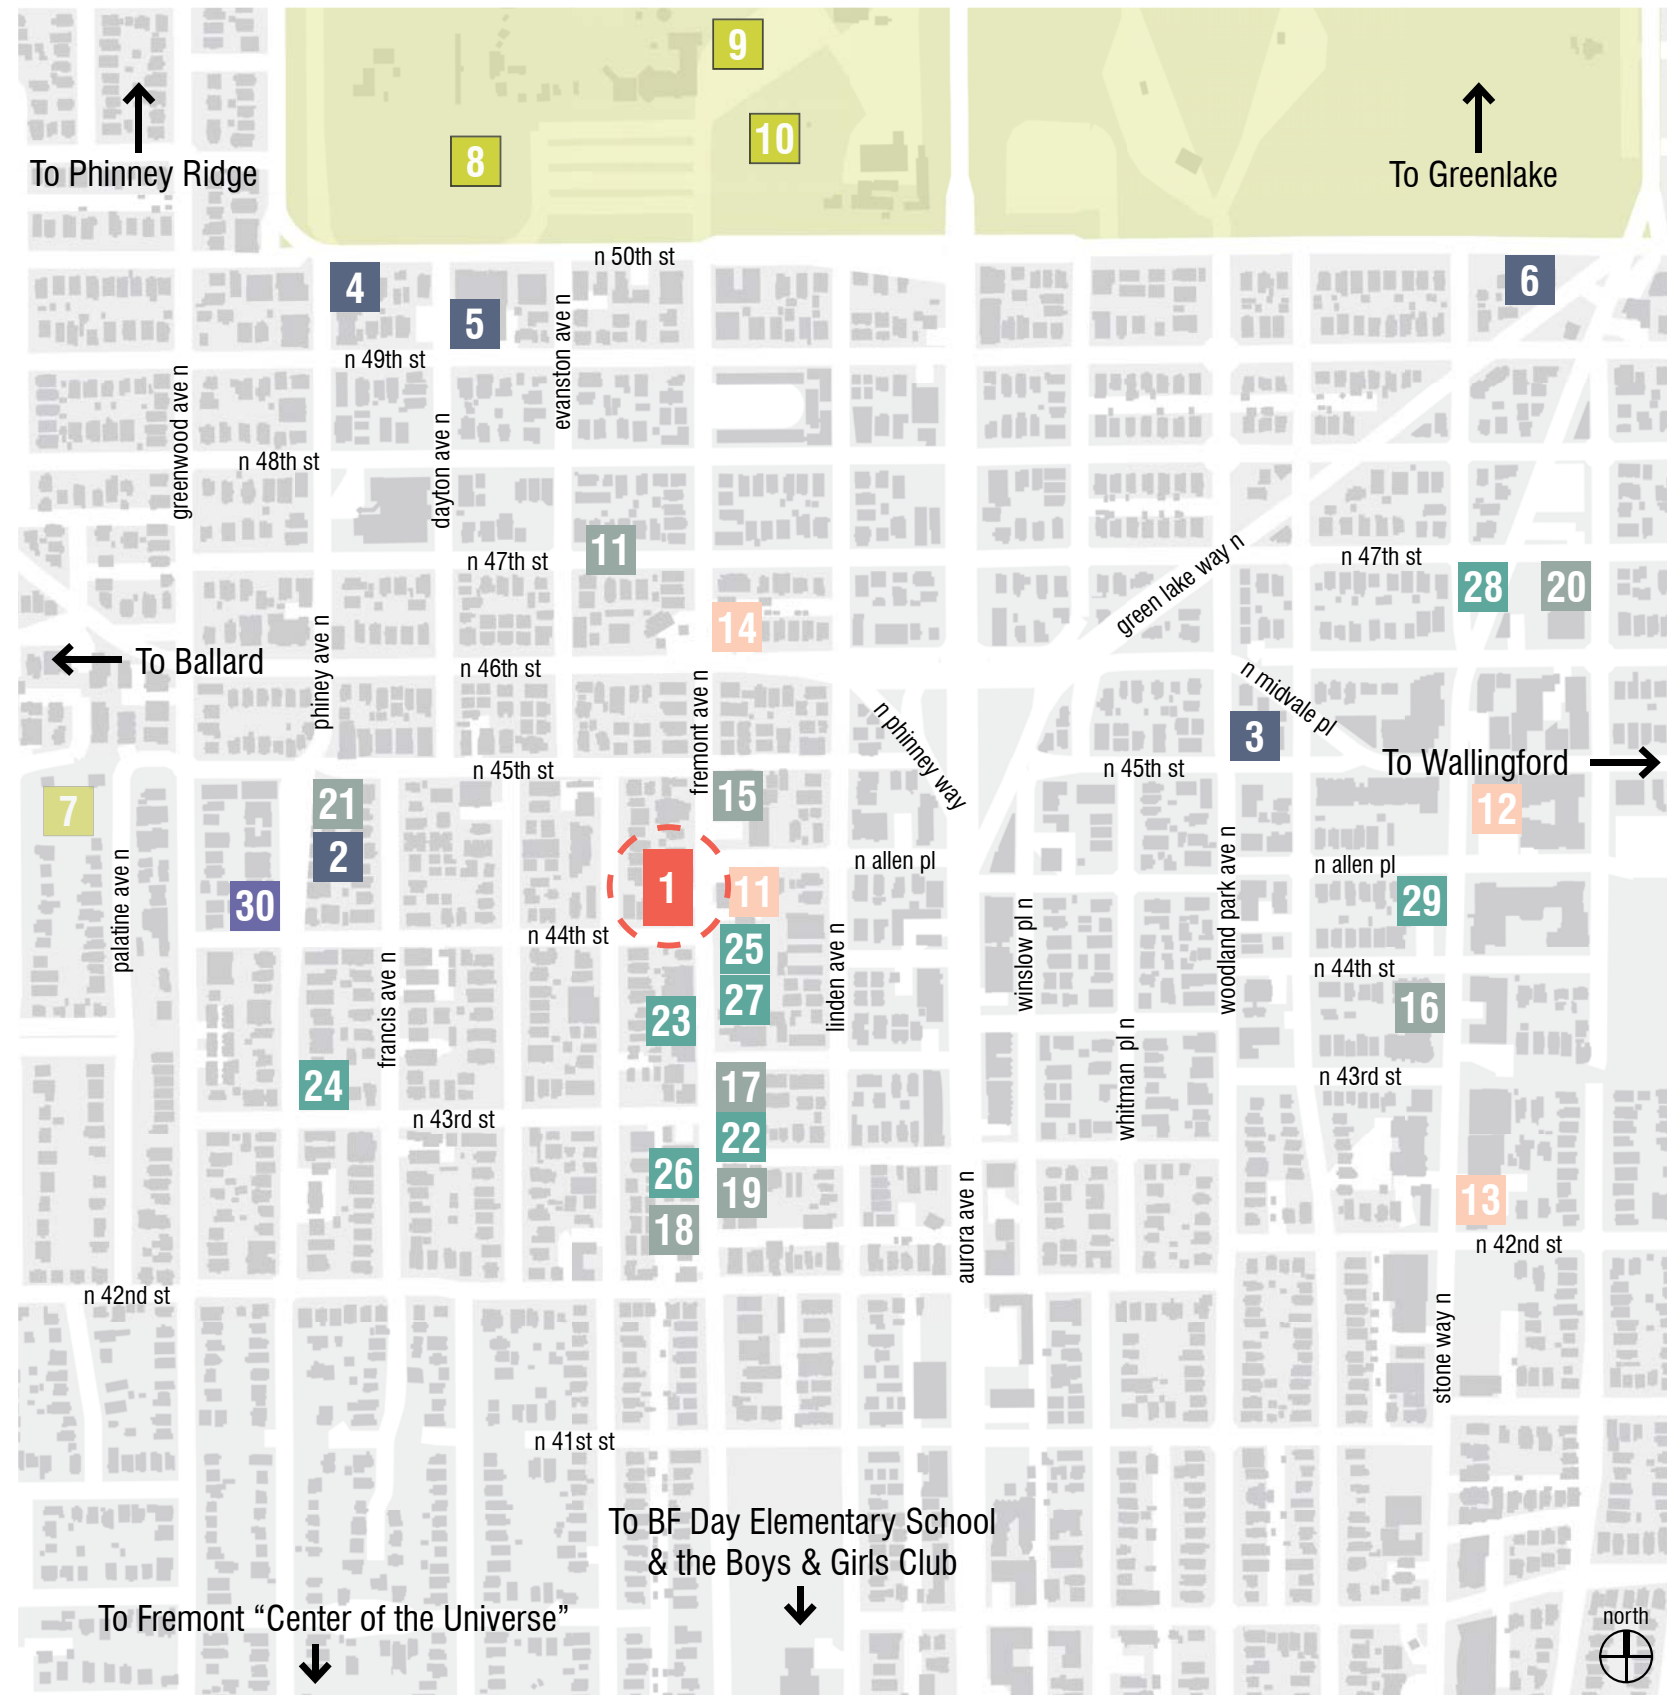 9
10
8
To Phinney Ridge
To Greenlake
n 50th st
4
5
6
evanston ave n
n 49th st
greenwood ave n
dayton ave n
n 48th st
11
n 47th st
green lake way n
n 47th st
28
20
14
phiney ave n
To Ballard
n 46th st
fremont ave n
n midvale pl
n phinney way
3
To Wallingford
n 45th st
n 45th st
7
21
15
12
2
1
n allen pl
n allen pl
palatine ave n
30
11
woodland park ave n
29
n 44th st
25
linden ave n
winslow pl n
n 44th st
francis ave n
27
23
16
whitman pl n
24
17
n 43rd st
n 43rd st
22
26
19
aurora ave n
13
18
n 42nd st
n 42nd st
stone way n
n 41st st
To BF Day Elementary School
& the Boys & Girls Club
To Fremont “Center of the Universe”
north